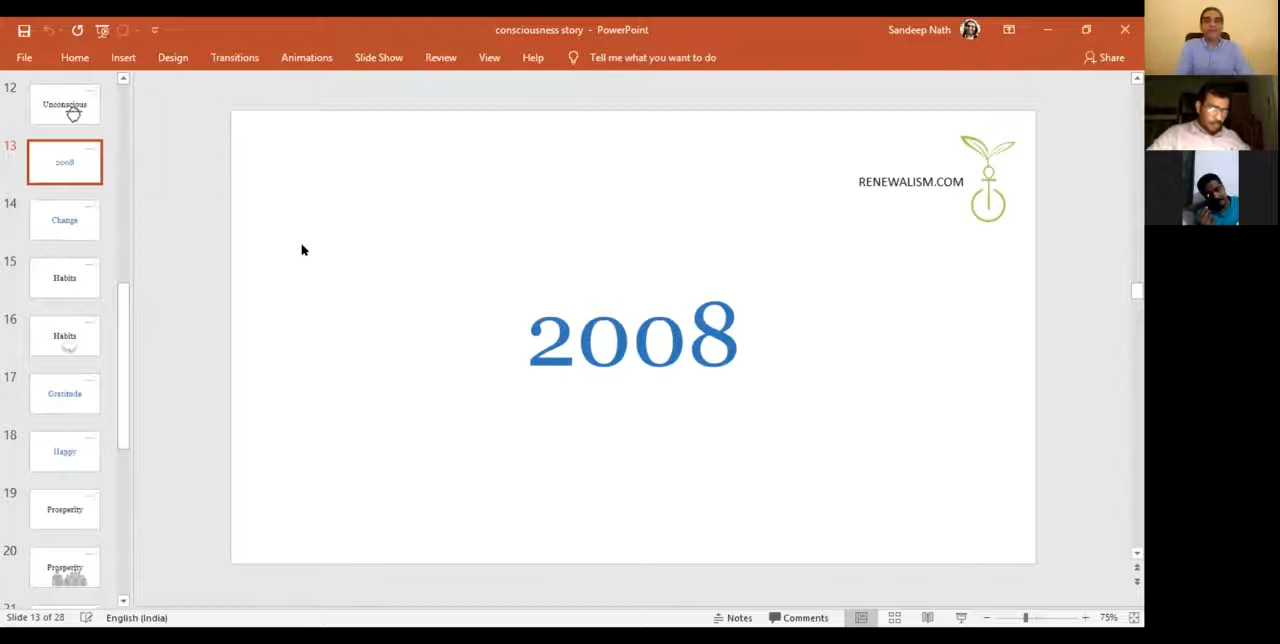 consciousness story - PowerPoint
Sandeep Nath
File Home Insert Design Transitions Animations Slide Show Review View Help Tell me what you want to do
Share
12
Unconscious
13
2008
14
Change
15
Habits
16
Habits
17
Gratitude
18
Happy
19
Prosperity
20
Prosperity
21
RENEWALISM.COM
2008
Slide 13 of 28 English (India) Notes Comments 75%